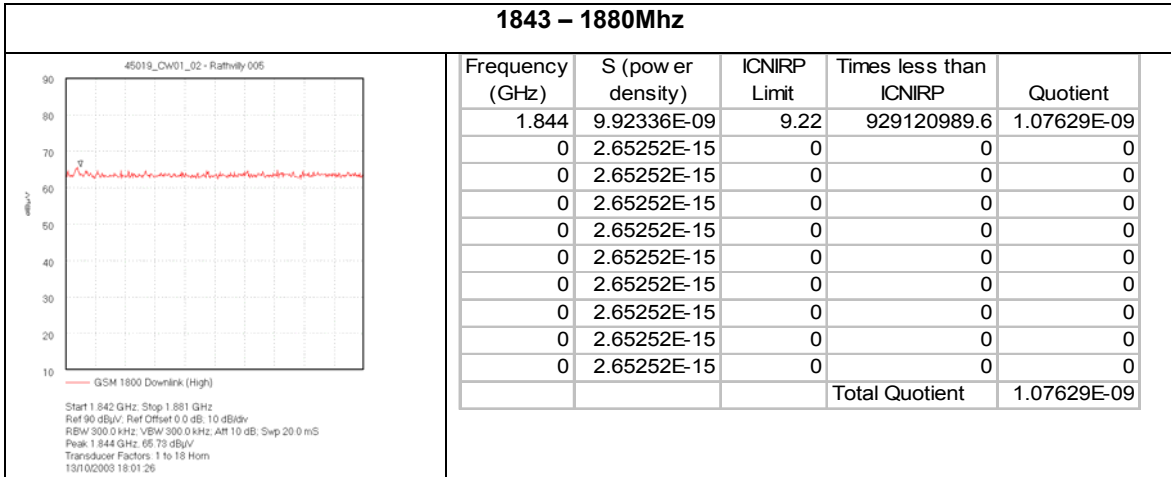 1843 – 1880Mhz
45019_CW01_02 - Rathvilly 005
90
80
70
60
50
40
30
20
10
dBµV
GSM 1800 Downlink (High)
Start 1.842 GHz; Stop 1.881 GHz
Ref 90 dBµV; Ref Offset 0.0 dB; 10 dB/div
RBW 300.0 kHz; VBW 300.0 kHz; Att 10 dB; Swp 20.0 mS
Peak 1.844 GHz, 65.73 dBµV
Transducer Factors: 1 to 18 Horn
13/10/2003 18:01:26
Frequency (GHz) S (power density) ICNIRP Limit Times less than ICNIRP Quotient
1.844 9.92336E-09 9.22 929120989.6 1.07629E-09
0 2.65252E-15 0 0 0
0 2.65252E-15 0 0 0
0 2.65252E-15 0 0 0
0 2.65252E-15 0 0 0
0 2.65252E-15 0 0 0
0 2.65252E-15 0 0 0
0 2.65252E-15 0 0 0
0 2.65252E-15 0 0 0
0 2.65252E-15 0 0 0
Total Quotient 1.07629E-09